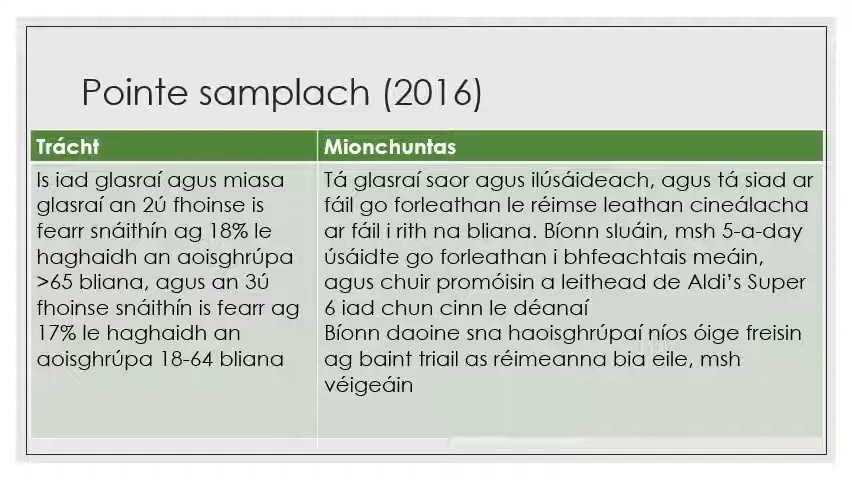 Pointe samplach (2016)
Trácht
Is iad glasraí agus miasa
glasraí an 2ú fhoinse is
fearr snáithín ag 18% le
haghaidh an aoisghrúpa
>65 bliana, agus an 3ú
fhoinse snáithín is fearr ag
17% le haghaidh an
aoisghrúpa 18-64 bliana
Mionchuntas
Tá glasraí saor agus ilúsáideach, agus tá siad ar
fáil go forleathan le réimse leathan cineálacha
ar fáil i rith na bliana. Bíonn sluáin, msh 5-a-day
úsáidte go forleathan i bhfeachtais meáin,
agus chuir promóisin a leithead de Aldi's Super
6 iad chun cinn le déanaí
Bíonn daoine sna haoisghrúpaí níos óige freisin
ag baint triail as réimeanna bia eile, msh
véigeáin